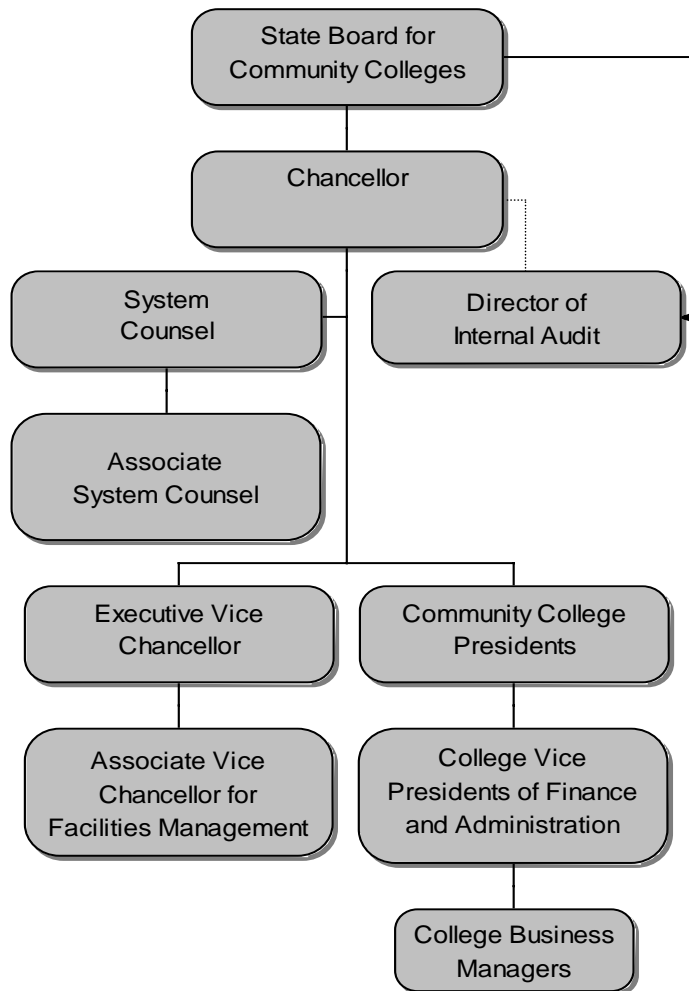 State Board for
Community Colleges
Chancellor
System
Counsel
Director of
Internal Audit
Associate
System Counsel
Executive Vice
Chancellor
Community College
Presidents
Associate Vice
Chancellor for
Facilities Management
College Vice
Presidents of Finance
and Administration
College Business
Managers